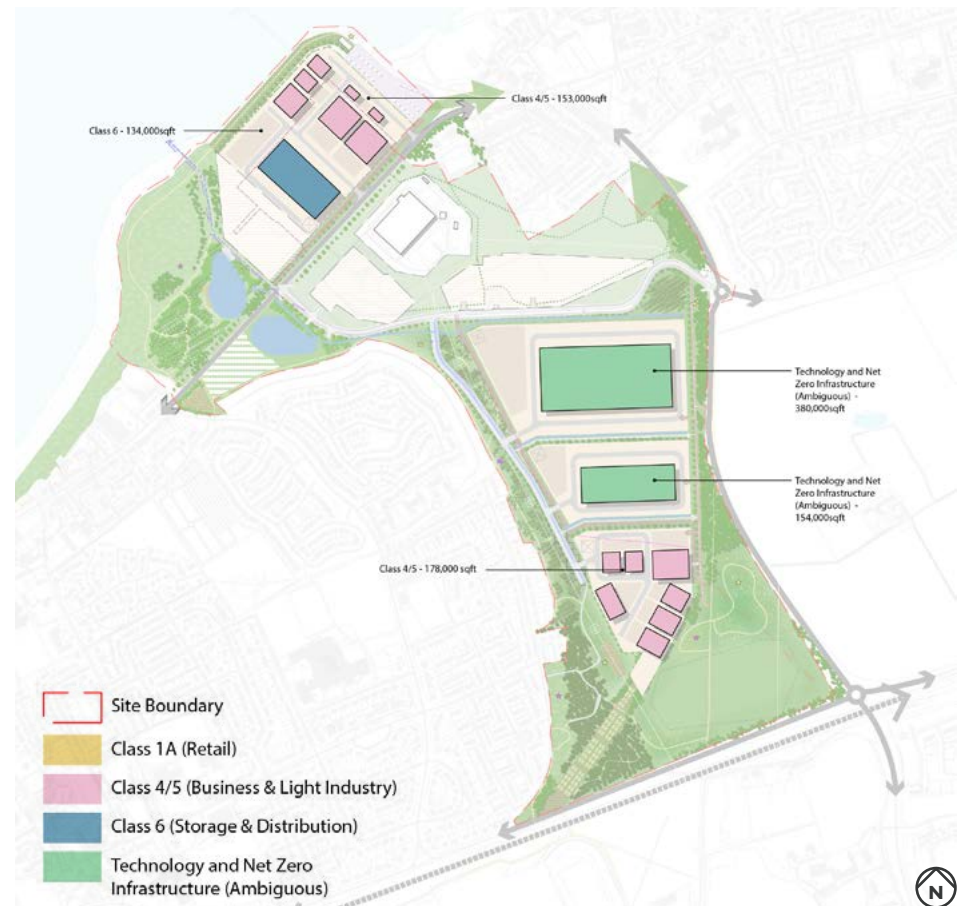 Class 4/5 - 153,000sqft
Class 6 - 134,000sqft
Technology and Net
Zero Infrastructure
(Ambiguous) -
380,000sqft
Technology and Net
Zero Infrastructure
(Ambiguous) -
154,000sqft
Class 4/5 - 178,000 sqft
Site Boundary
Class 1A (Retail)
Class 4/5 (Business & Light Industry)
Class 6 (Storage & Distribution)
Technology and Net Zero
Infrastructure (Ambiguous)
N